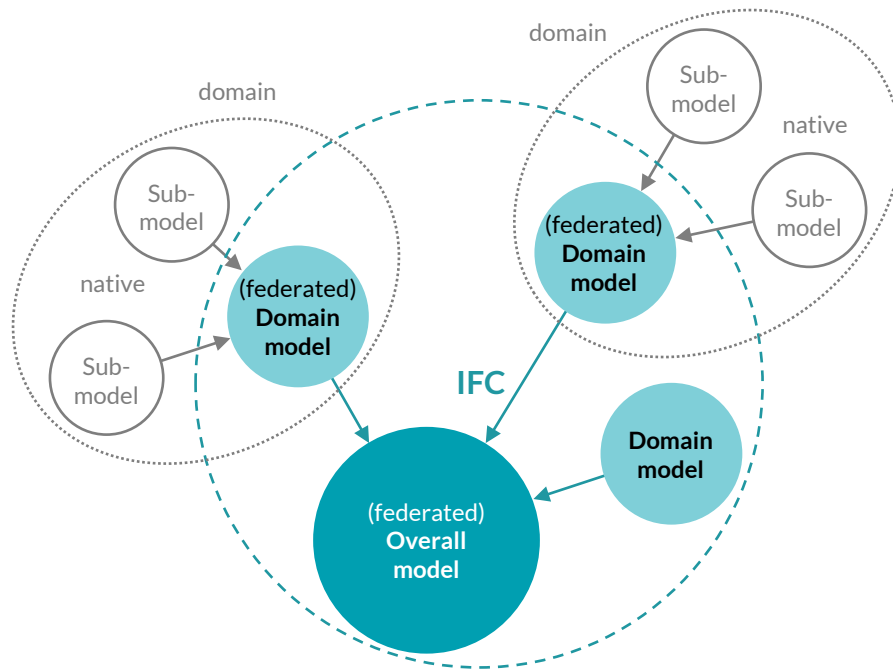 domain
Sub-
model
native
Sub-
model
(federated)
Domain
model
domain
Sub-
model
native
Sub-
model
(federated)
Domain
model
IFC
Domain
model
(federated)
Overall
model